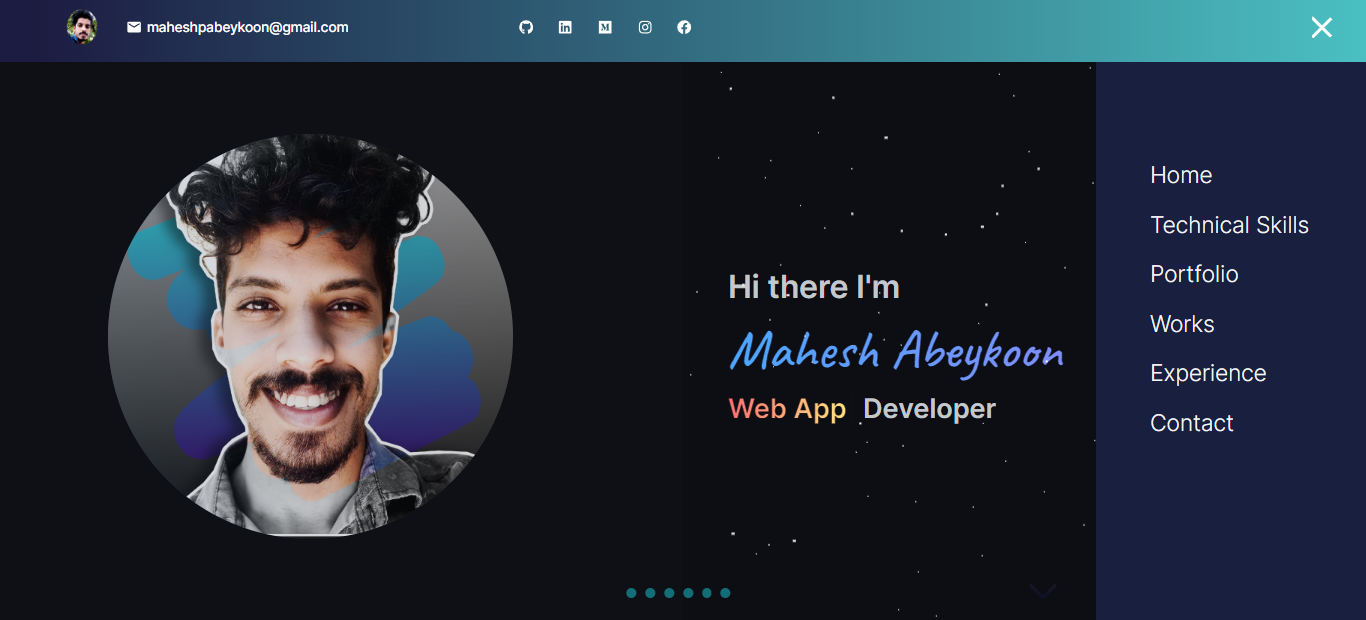 maheshpabeykoon@gmail.com
Hi there I'm
Mahesh Abeykoon
Web App Developer
Home
Technical Skills
Portfolio
Works
Experience
Contact